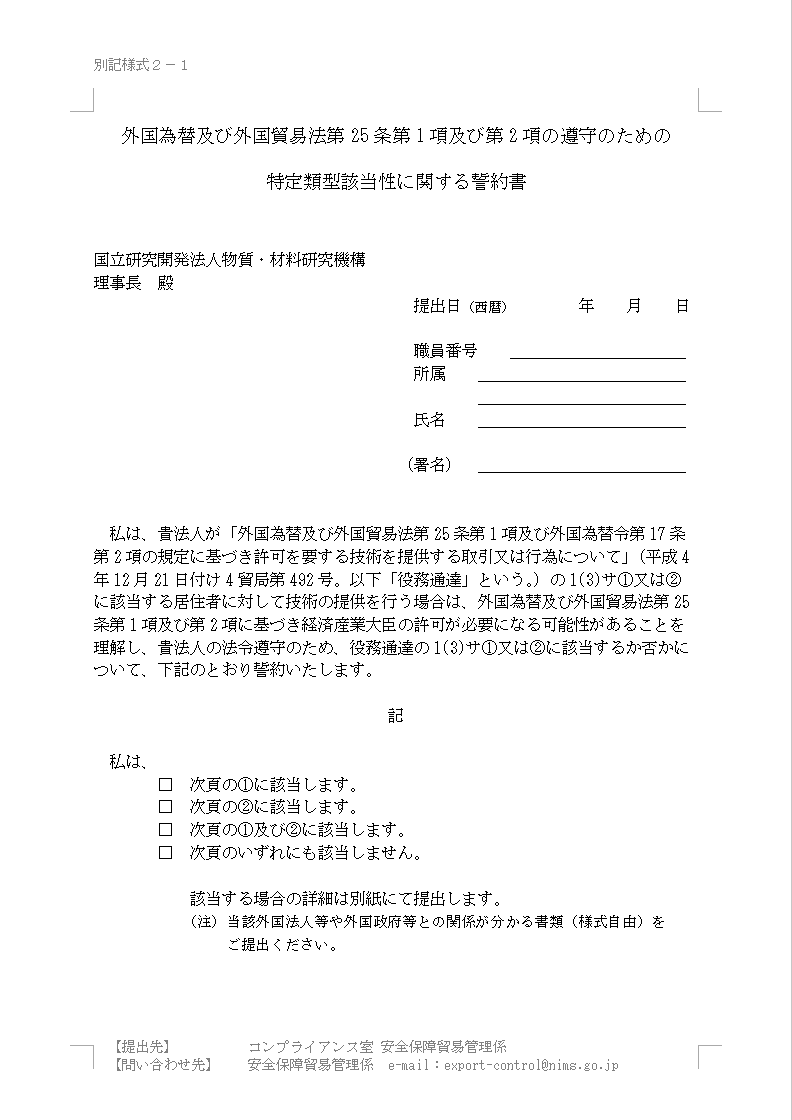 別記様式２－１
外国為替及び外国貿易法第 25 条第 1 項及び第 2 項の遵守のための
特定類型該当性に関する誓約書
国立研究開発法人物質・材料研究機構
理事長　殿
提出日（西暦）　　　　年　　月　　日
職員番号
所属
氏名
（署名）
私は、貴法人が「外国為替及び外国貿易法第 25 条第 1 項及び外国為替令第 17 条
第 2 項の規定に基づき許可を要する技術を提供する取引又は行為について」（平成 4
年 12 月 21 日付け 4 貿局第 492 号。以下「役務通達」という。）の 1(3)サ①又は②
に該当する居住者に対して技術の提供を行う場合は、外国為替及び外国貿易法第 25
条第 1 項及び第 2 項に基づき経済産業大臣の許可が必要になる可能性があることを
理解し、貴法人の法令遵守のため、役務通達の 1(3)サ①又は②に該当するか否かに
ついて、下記のとおり誓約いたします。
記
私は、
□　次頁の①に該当します。
□　次頁の②に該当します。
□　次頁の①及び②に該当します。
□　次頁のいずれにも該当しません。
該当する場合の詳細は別紙にて提出します。
（注）当該外国法人等や外国政府等との関係が分かる書類（様式自由）を
ご提出ください。
【提出先】　　　　コンプライアンス室 安全保障貿易管理係
【問い合わせ先】　　安全保障貿易管理係　e-mail：export-control@nims.go.jp